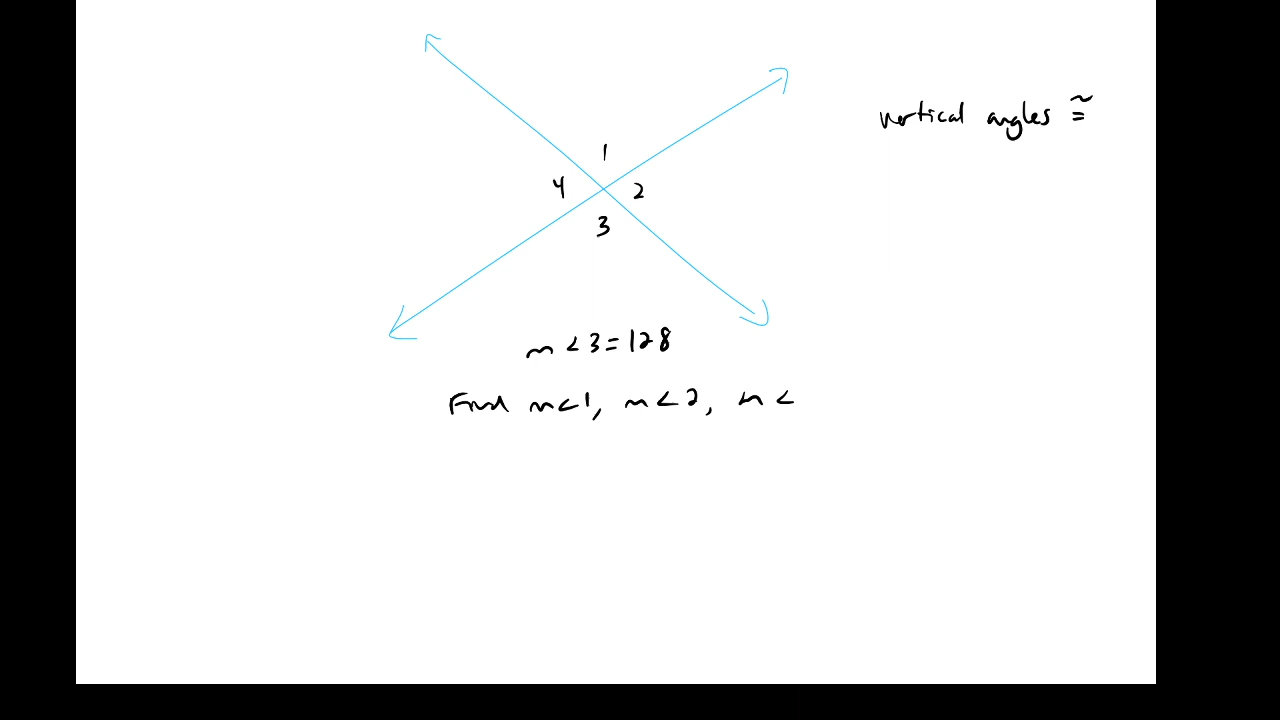 1
vertical angles ≅
4 2
3
m<3=128
Find m<1, m<2, m<